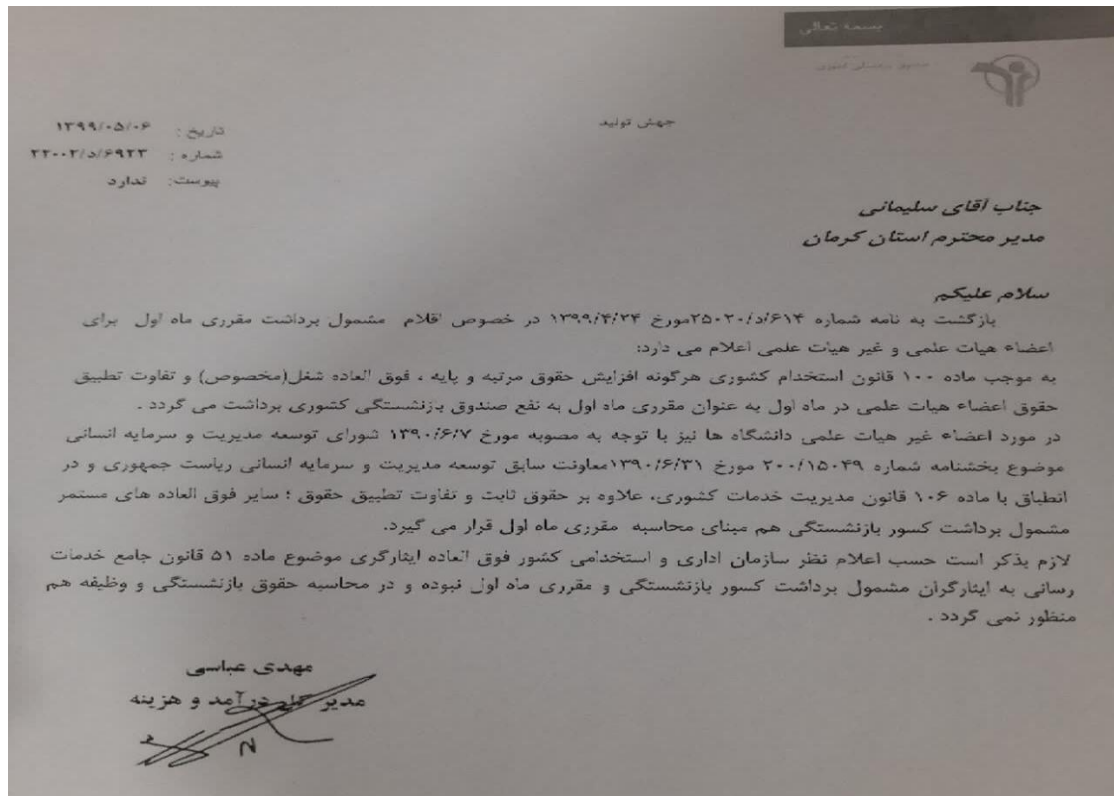 بسمه تعالی
صندوق بازنشستگی کشوری
جهش تولید
تاریخ : ۱۳۹۹/۰۵/۰۶
شماره : ۲۲۰۰۲/د/۶۹۲۳
پیوست: ندارد
جناب آقای سلیمانی
مدیر محترم استان کرمان
سلام علیکم
بازگشت به نامه شماره ۶۱۴/د/۲۵۰۲۰مورخ ۱۳۹۹/۴/۲۴ در خصوص اقلام مشمول برداشت مقرری ماه اول برای
اعضاء هیات علمی و غیر هیات علمی اعلام می دارد:
به موجب ماده ۱۰۰ قانون استخدام کشوری هرگونه افزایش حقوق مرتبه و پایه ، فوق العاده شغل(مخصوص) و تفاوت تطبیق
حقوق اعضاء هیات علمی در ماه اول به عنوان مقرری ماه اول به نفع صندوق بازنشستگی کشوری برداشت می گردد .
در مورد اعضاء غیر هیات علمی دانشگاه ها نیز با توجه به مصوبه مورخ ۱۳۹۰/۶/۷ شورای توسعه مدیریت و سرمایه انسانی
موضوع بخشنامه شماره ۲۰۰/۱۵۰۴۹ مورخ ۱۳۹۰/۶/۳۱معاونت سابق توسعه مدیریت و سرمایه انسانی ریاست جمهوری و در
انطباق با ماده ۱۰۶ قانون مدیریت خدمات کشوری، علاوه بر حقوق ثابت و تفاوت تطبیق حقوق ؛ سایر فوق العاده های مستمر
مشمول برداشت کسور بازنشستگی هم مبنای محاسبه مقرری ماه اول قرار می گیرد.
لازم بذکر است حسب اعلام نظر سازمان اداری و استخدامی کشور فوق العاده ایثارگری موضوع ماده ۵۱ قانون جامع خدمات
رسانی به ایثارگران مشمول برداشت کسور بازنشستگی و مقرری ماه اول نبوده و در محاسبه حقوق بازنشستگی و وظیفه هم
منظور نمی گردد .
مهدی عباسی
مدیر کل درآمد و هزینه